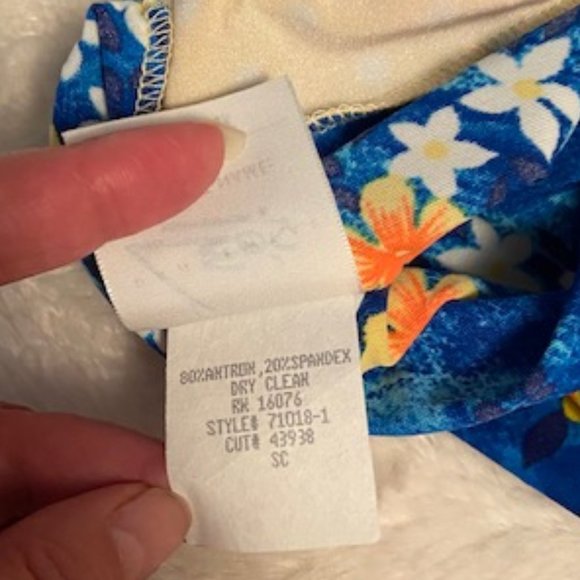 80%ANTRON,20%SPANDEX
DRY CLEAN
RN 16076
STYLE# 71018-1
CUT# 43938
SC